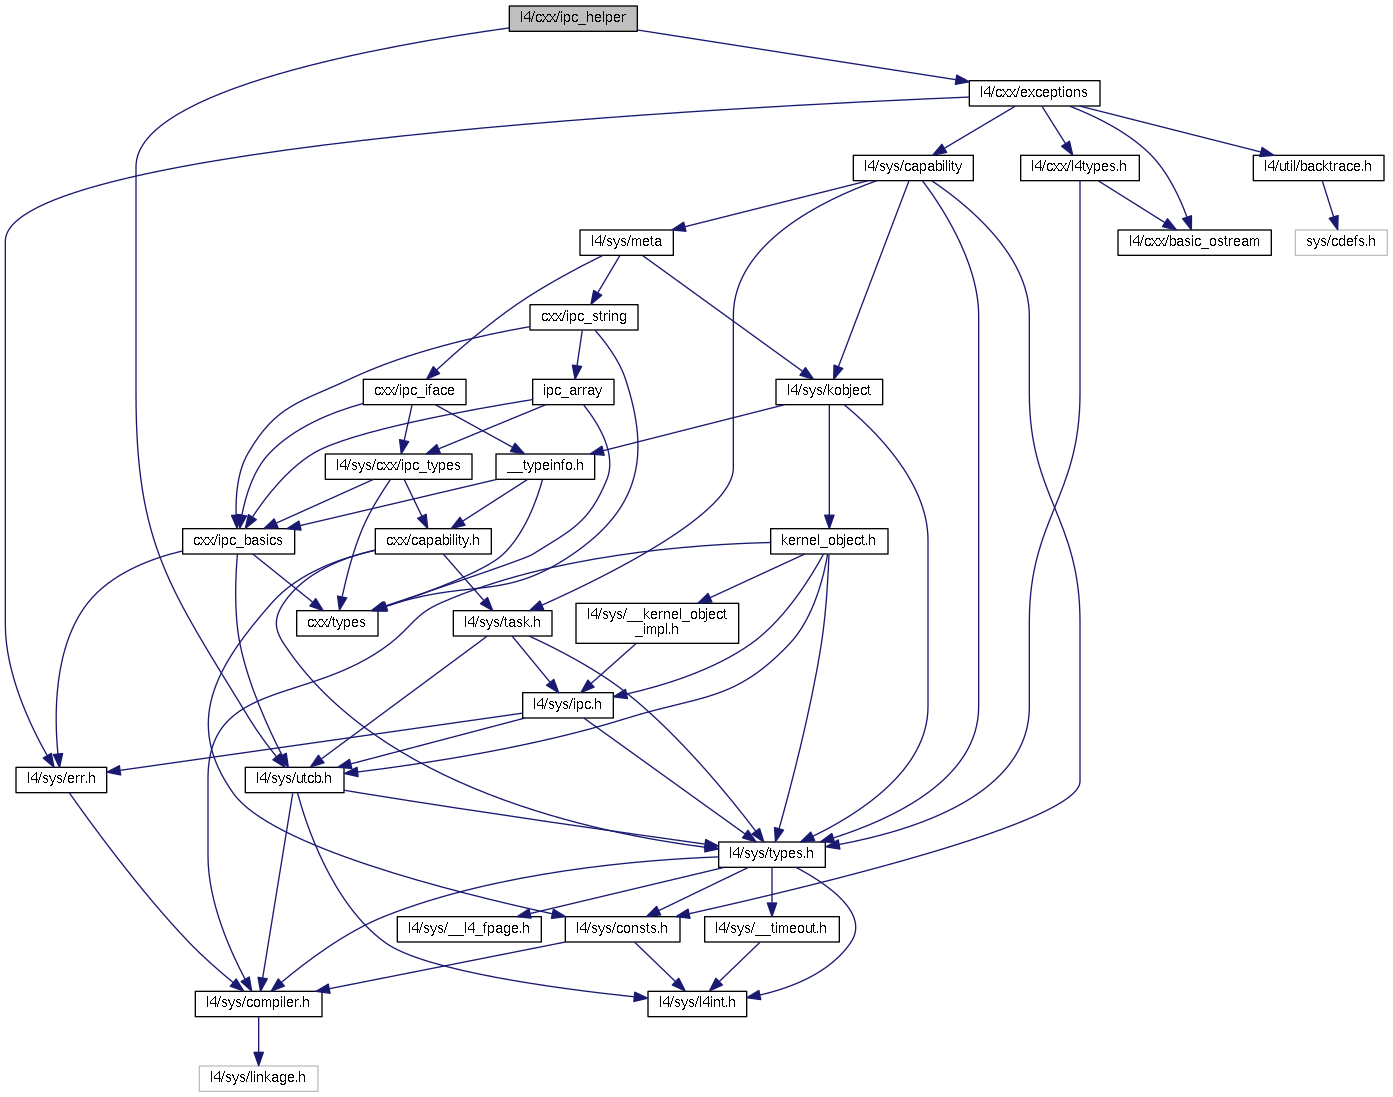 l4/cxx/ipc_helper
l4/cxx/exceptions
l4/sys/capability
l4/cxx/l4types.h
l4/util/backtrace.h
l4/sys/meta
l4/cxx/basic_ostream
sys/cdefs.h
cxx/ipc_string
cxx/ipc_iface
ipc_array
l4/sys/kobject
l4/sys/cxx/ipc_types
__typeinfo.h
cxx/ipc_basics
cxx/capability.h
kernel_object.h
cxx/types
l4/sys/task.h
l4/sys/__kernel_object
_impl.h
l4/sys/ipc.h
l4/sys/err.h
l4/sys/utcb.h
l4/sys/types.h
l4/sys/__l4_fpage.h
l4/sys/consts.h
l4/sys/__timeout.h
l4/sys/compiler.h
l4/sys/l4int.h
l4/sys/linkage.h